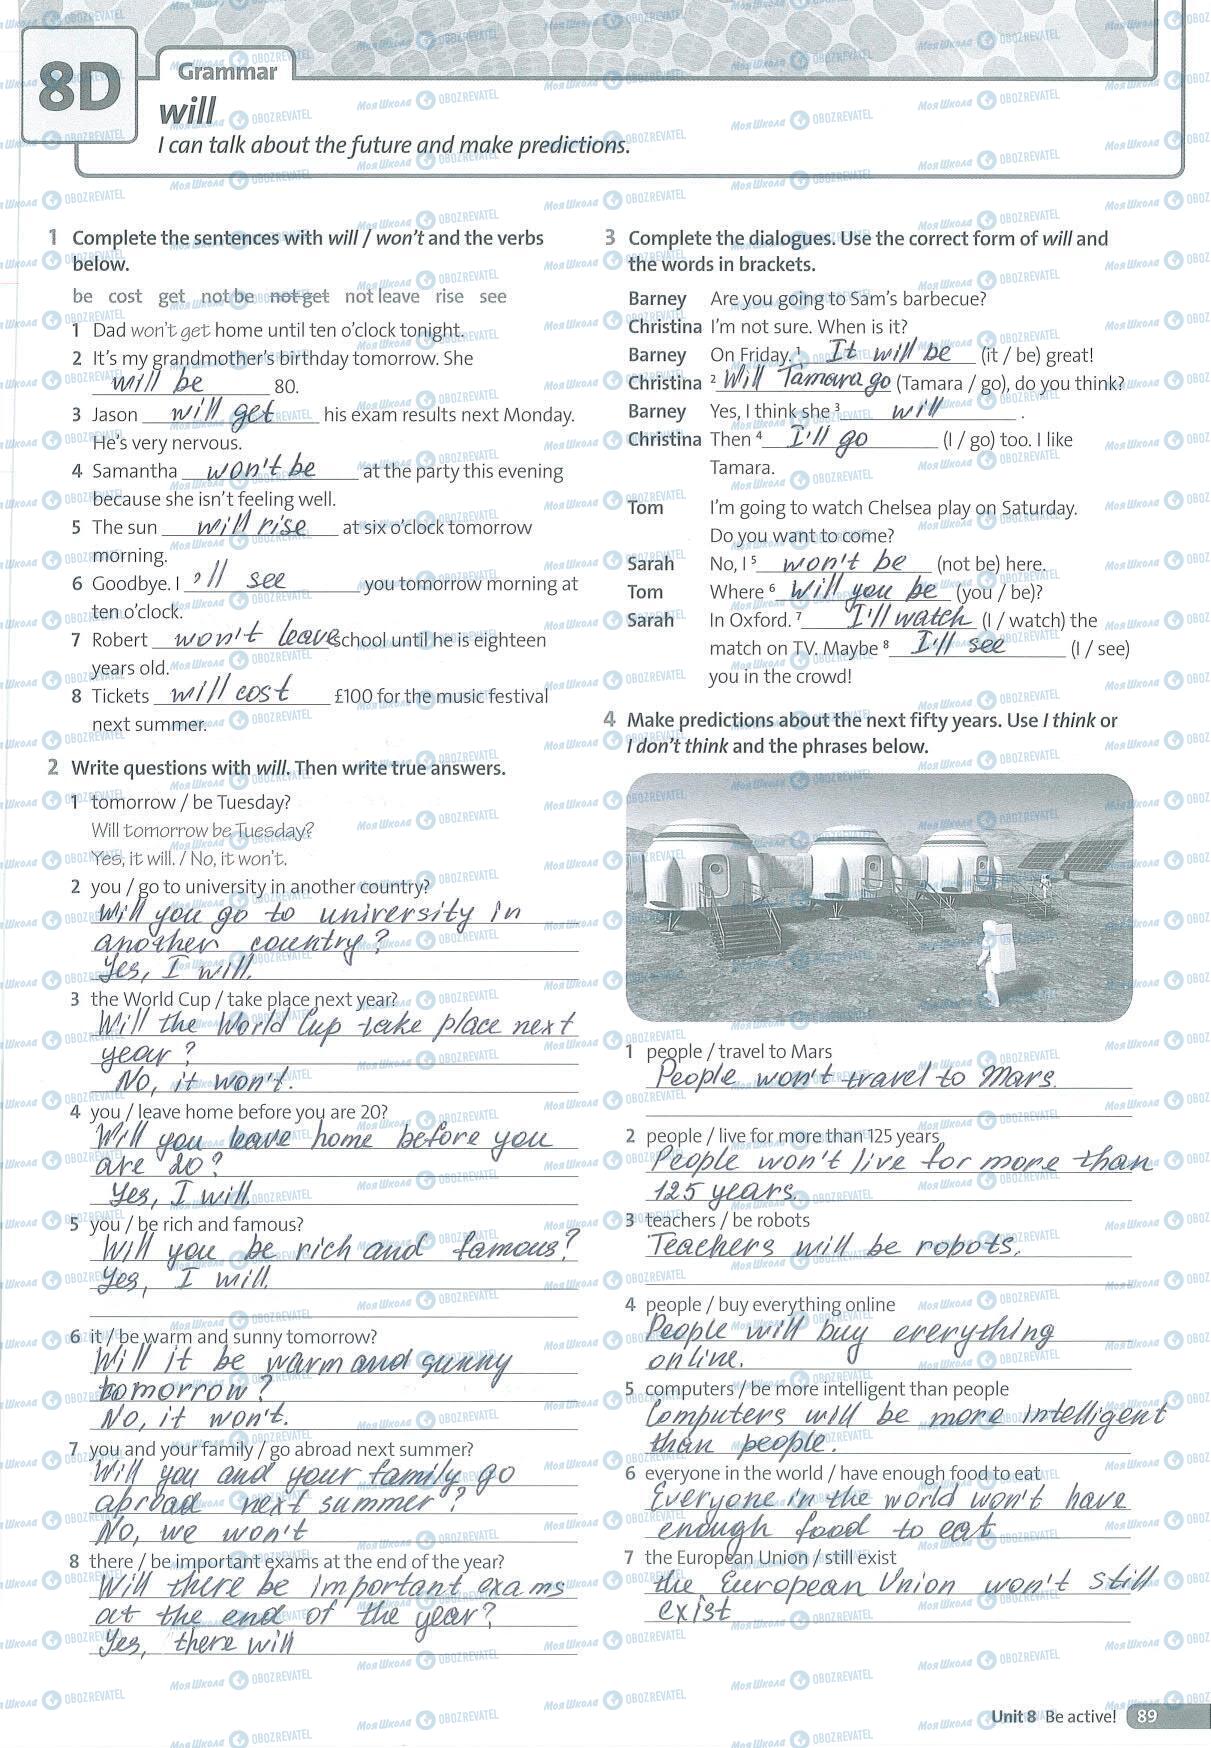 8D
Grammar
will
I can talk about the future and make predictions.
1 Complete the sentences with will / won't and the verbs
below.
be cost get not be not get not leave rise see
1 Dad won't get home until ten o'clock tonight.
2 It's my grandmother's birthday tomorrow. She
will be 80.
3 Jason will get his exam results next Monday.
He's very nervous.
4 Samantha won't be at the party this evening
because she isn't feeling well.
5 The sun will rise at six o'clock tomorrow
morning.
6 Goodbye. I 'll see you tomorrow morning at
ten o'clock.
7 Robert won't leave school until he is eighteen
years old.
8 Tickets will cost £100 for the music festival
next summer.
2 Write questions with will. Then write true answers.
1 tomorrow / be Tuesday?
Will tomorrow be Tuesday?
Yes, it will. / No, it won't.
2 you / go to university in another country?
Will you go to university in
another country?
Yes, I will.
3 the World Cup / take place next year?
Will the World Cup take place next
year?
No, it won't.
4 you / leave home before you are 20?
Will you leave home before you
are 20?
Yes, I will.
5 you / be rich and famous?
Will you be rich and famous?
Yes, I will.
6 it / be warm and sunny tomorrow?
Will it be warm and sunny
tomorrow?
No, it won't.
7 you and your family / go abroad next summer?
Will you and your family go
abroad next summer?
No, we won't
8 there / be important exams at the end of the year?
Will there be important exams
at the end of the year?
Yes, there will
3 Complete the dialogues. Use the correct form of will and
the words in brackets.
Barney Are you going to Sam's barbecue?
Christina I'm not sure. When is it?
Barney On Friday. 1 It will be (it / be) great!
Christina 2 Will Tamara go (Tamara / go), do you think?
Barney Yes, I think she 3 will .
Christina Then 4 I'll go (I / go) too. I like
Tamara.
Tom I'm going to watch Chelsea play on Saturday.
Do you want to come?
Sarah No, I 5 won't be (not be) here.
Tom Where 6 Will you be (you / be)?
Sarah In Oxford. 7 I'll watch (I / watch) the
match on TV. Maybe 8 I'll see (I / see)
you in the crowd!
4 Make predictions about the next fifty years. Use I think or
I don't think and the phrases below.
1 people / travel to Mars
People won't travel to Mars.
2 people / live for more than 125 years
People won't live for more than
125 years.
3 teachers / be robots
Teachers will be robots.
4 people / buy everything online
People will buy everything
online.
5 computers / be more intelligent than people
Computers will be more intelligent
than people.
6 everyone in the world / have enough food to eat
Everyone in the world won't have
enough food to eat
7 the European Union / still exist
the European Union won't still
exist
Unit 8 Be active! 89
МояШкола OBOZREVATEL